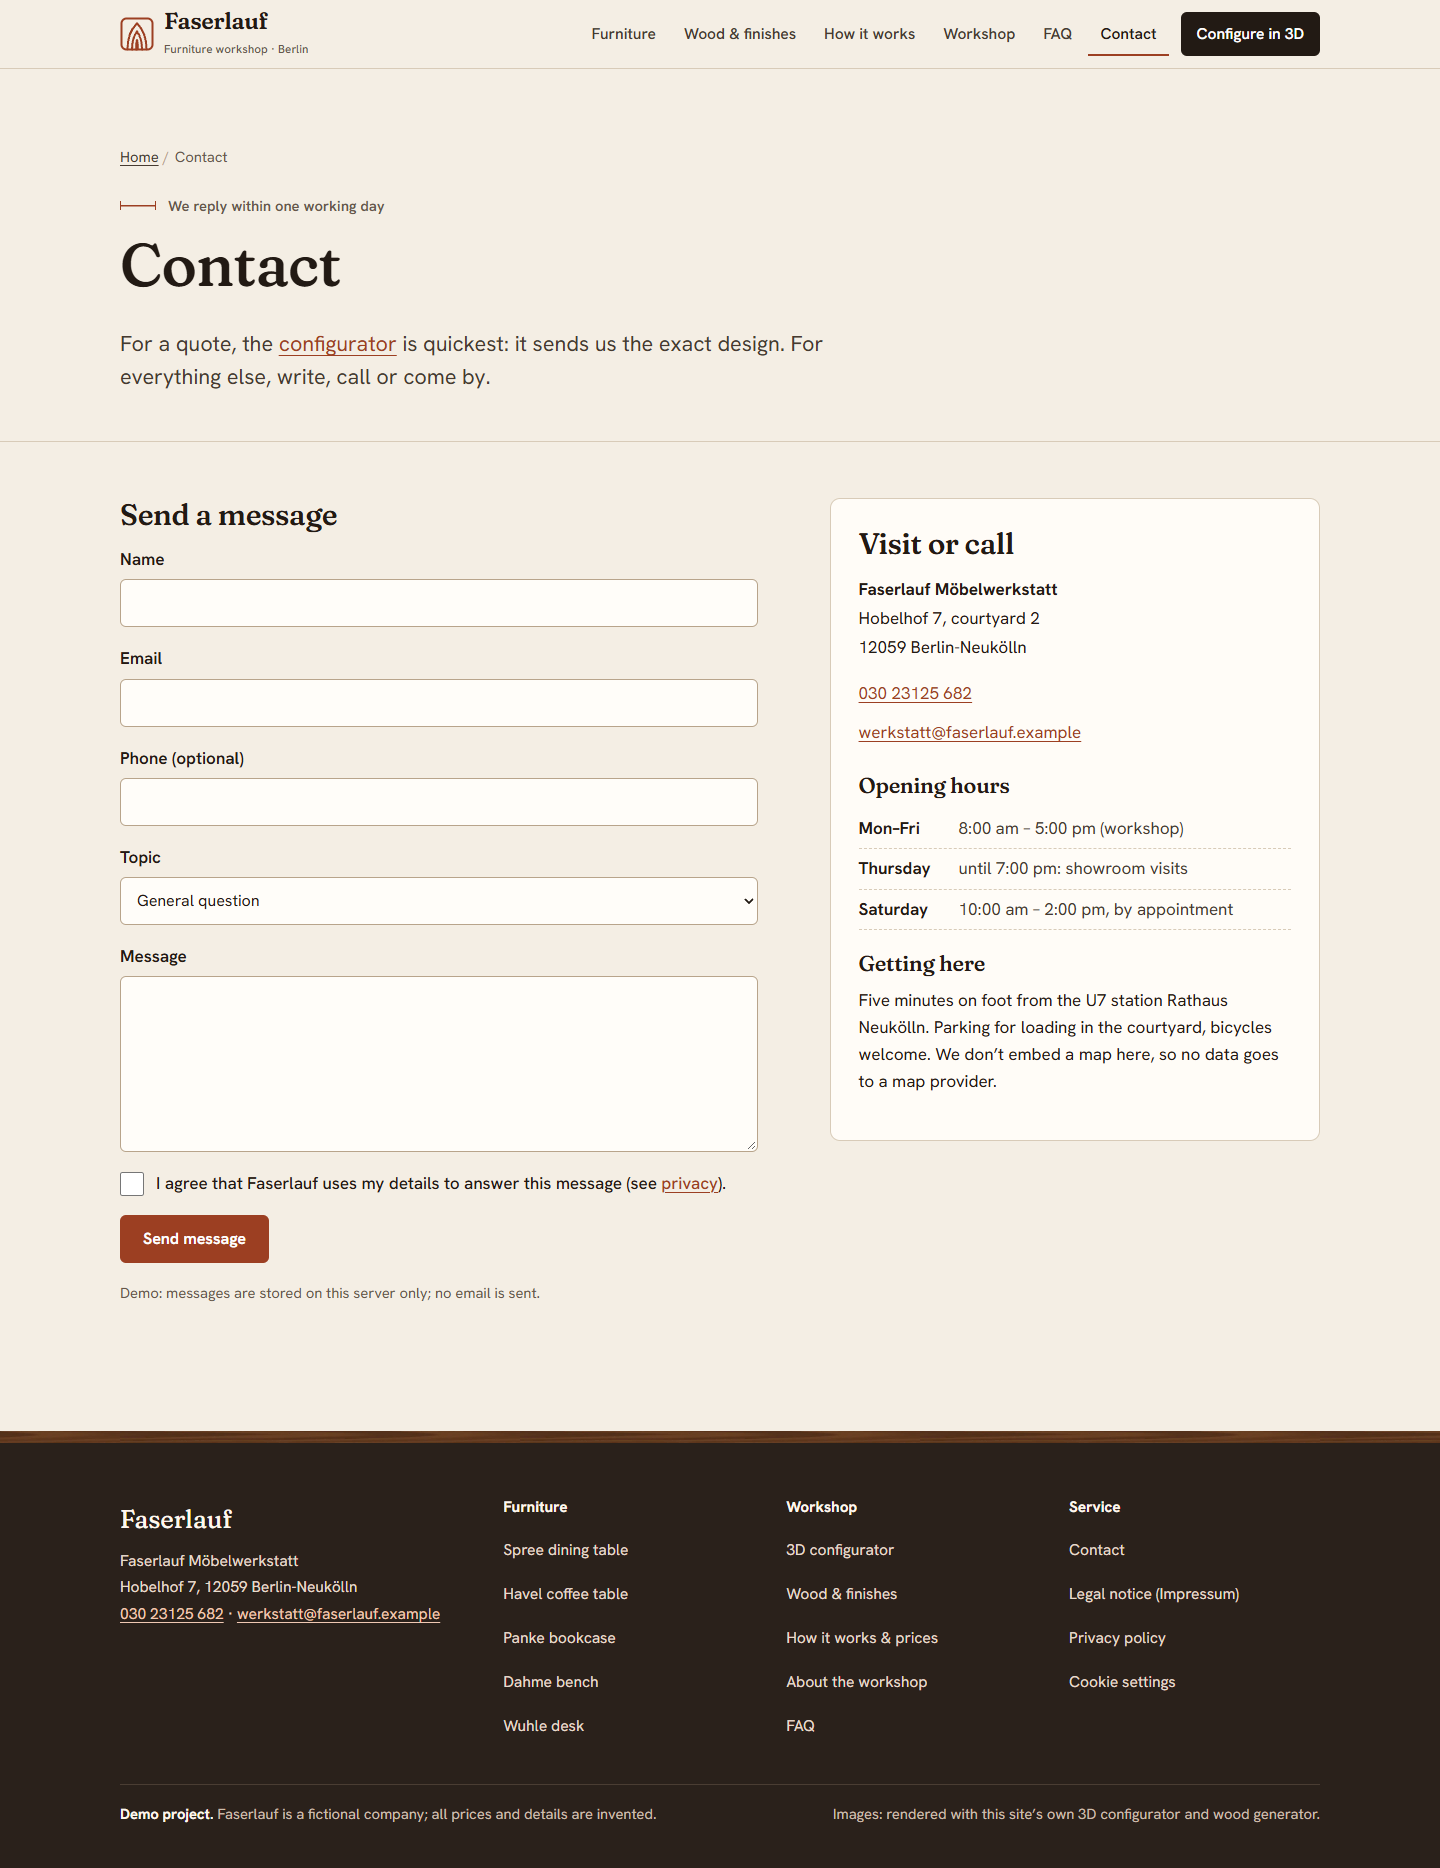 Faserlauf
Furniture workshop · Berlin
Furniture
Wood & finishes
How it works
Workshop
FAQ
Contact
Configure in 3D
Home / Contact
We reply within one working day
Contact
For a quote, the configurator is quickest: it sends us the exact design. For
everything else, write, call or come by.
Send a message
Name
Email
Phone (optional)
Topic
General question
Message
I agree that Faserlauf uses my details to answer this message (see privacy).
Send message
Demo: messages are stored on this server only; no email is sent.
Visit or call
Faserlauf Möbelwerkstatt
Hobelhof 7, courtyard 2
12059 Berlin-Neukölln
030 23125 682
werkstatt@faserlauf.example
Opening hours
Mon–Fri 8:00 am – 5:00 pm (workshop)
Thursday until 7:00 pm: showroom visits
Saturday 10:00 am – 2:00 pm, by appointment
Getting here
Five minutes on foot from the U7 station Rathaus
Neukölln. Parking for loading in the courtyard, bicycles
welcome. We don’t embed a map here, so no data goes
to a map provider.
Faserlauf
Faserlauf Möbelwerkstatt
Hobelhof 7, 12059 Berlin-Neukölln
030 23125 682 · werkstatt@faserlauf.example
Furniture
Spree dining table
Havel coffee table
Panke bookcase
Dahme bench
Wuhle desk
Workshop
3D configurator
Wood & finishes
How it works & prices
About the workshop
FAQ
Service
Contact
Legal notice (Impressum)
Privacy policy
Cookie settings
Demo project. Faserlauf is a fictional company; all prices and details are invented.
Images: rendered with this site’s own 3D configurator and wood generator.